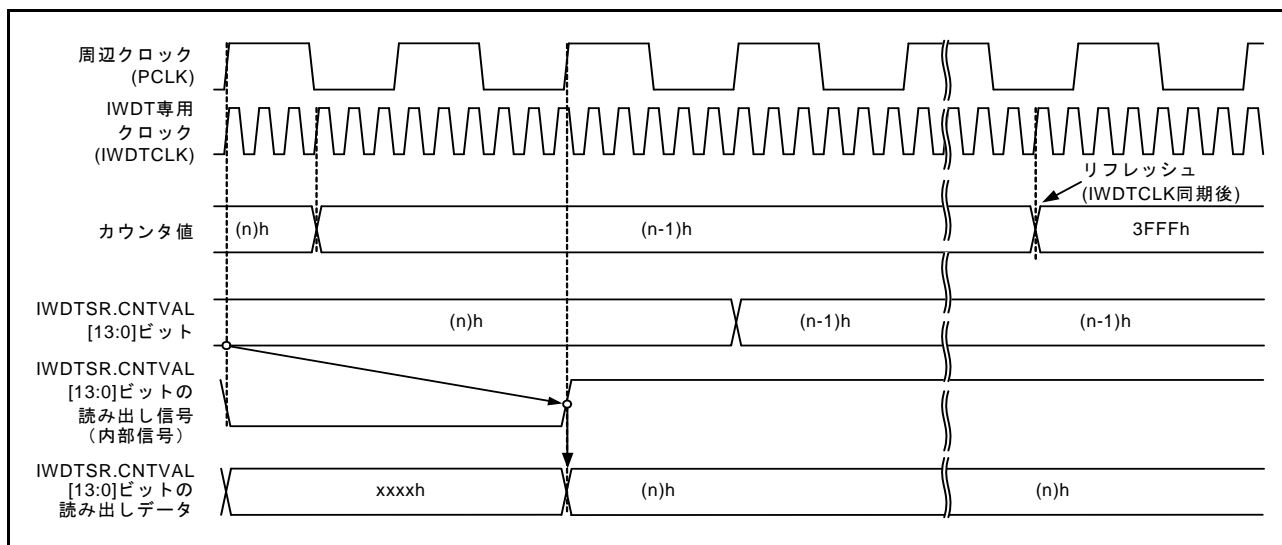 周辺クロック
(PCLK)
IWDT専用
クロック
(IWDTCLK)
リフレッシュ
(IWDTCLK同期後)
カウンタ値
(n)h
(n-1)h
3FFFh
IWDTSR.CNTVAL
[13:0]ビット
(n)h
(n-1)h
(n-1)h
IWDTSR.CNTVAL
[13:0]ビットの
読み出し信号
(内部信号)
IWDTSR.CNTVAL
[13:0]ビットの
読み出しデータ
xxxxh
(n)h
(n)h